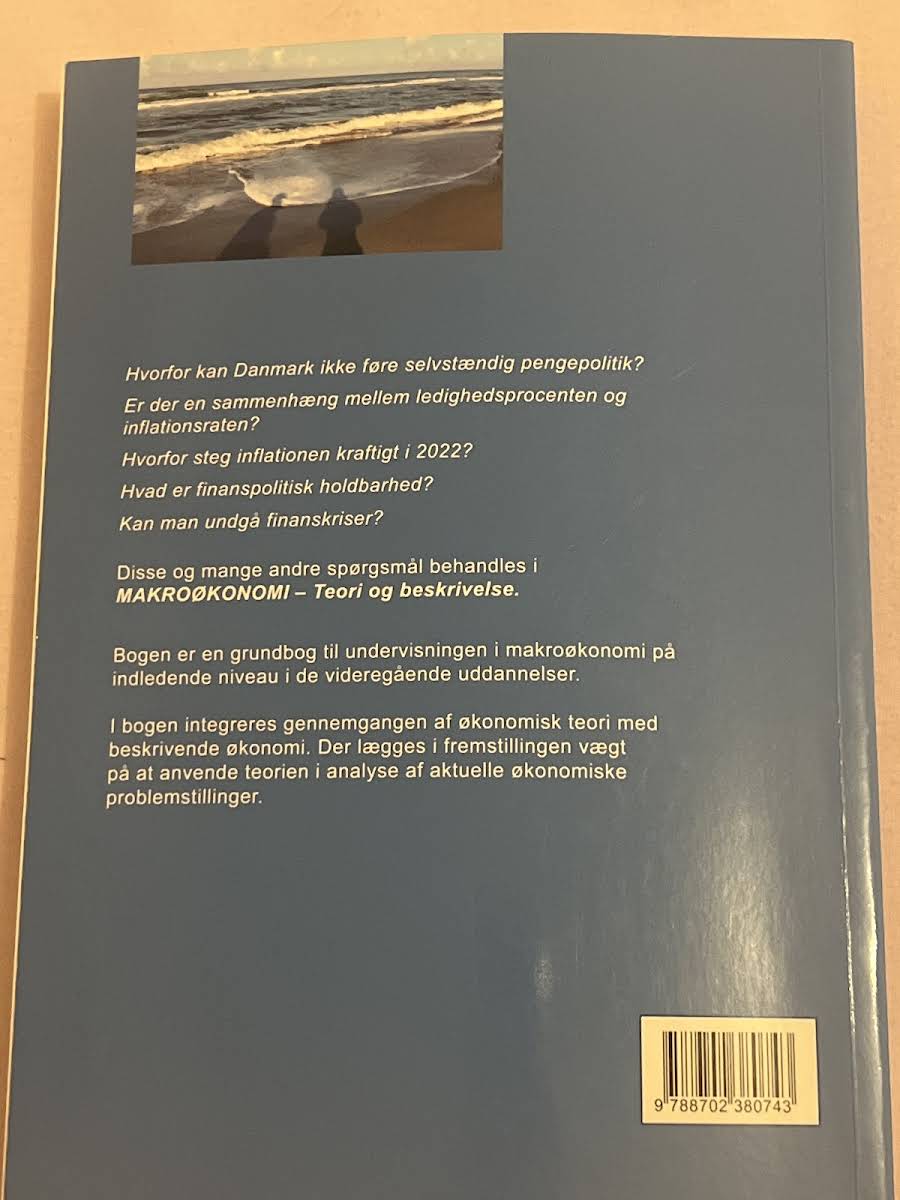 Hvorfor kan Danmark ikke føre selvstændig pengepolitik?
Er der en sammenhæng mellem ledighedsprocenten og
inflationsraten?
Hvorfor steg inflationen kraftigt i 2022?
Hvad er finanspolitisk holdbarhed?
Kan man undgå finanskriser?
Disse og mange andre spørgsmål behandles i
MAKROØKONOMI – Teori og beskrivelse.
Bogen er en grundbog til undervisningen i makroøkonomi på
indledende niveau i de videregående uddannelser.
I bogen integreres gennemgangen af økonomisk teori med
beskrivende økonomi. Der lægges i fremstillingen vægt
på at anvende teorien i analyse af aktuelle økonomiske
problemstillinger.
9 788702 380743